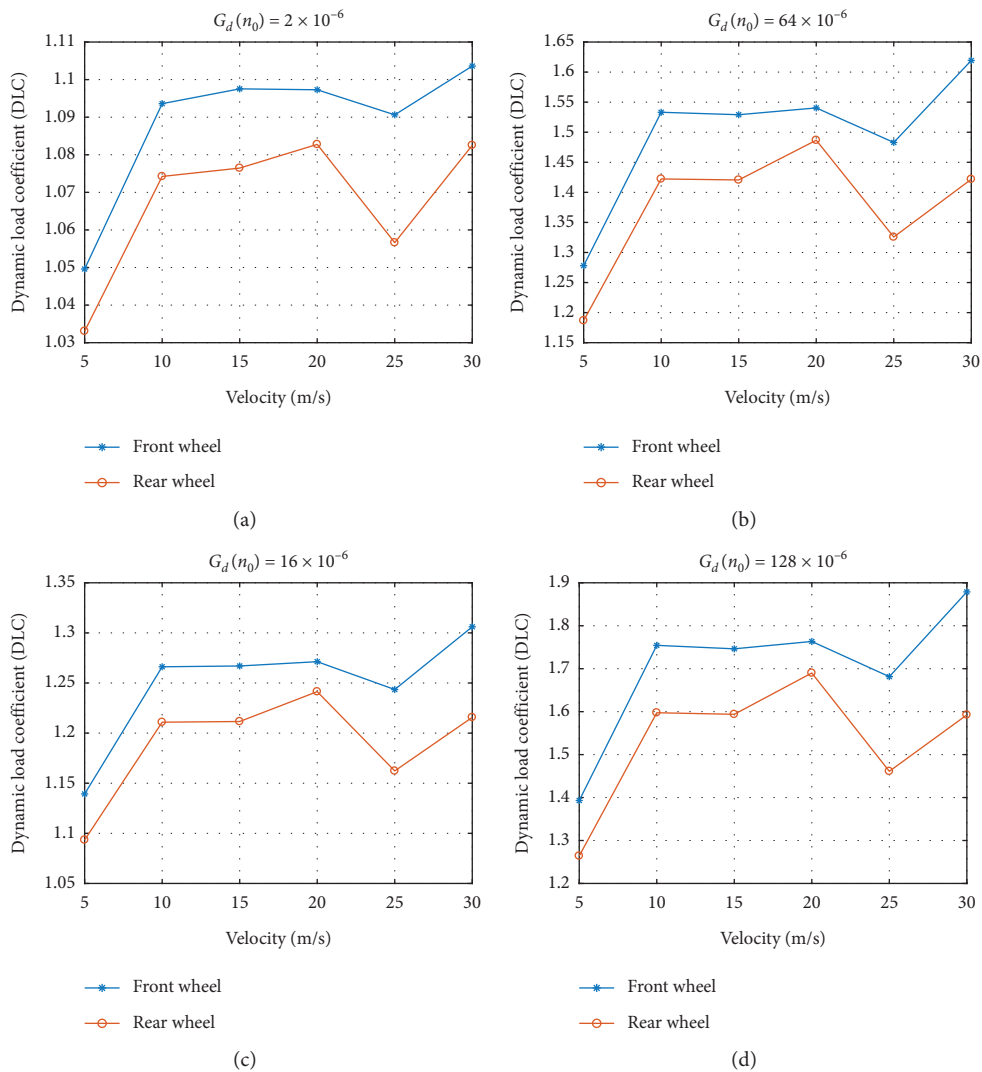 G_d(n_0) = 2 × 10^−6
Dynamic load coefficient (DLC)
1.11
1.1
1.09
1.08
1.07
1.06
1.05
1.04
1.03
5 10 15 20 25 30
Velocity (m/s)
Front wheel
Rear wheel
(a)
G_d(n_0) = 64 × 10^−6
Dynamic load coefficient (DLC)
1.65
1.6
1.55
1.5
1.45
1.4
1.35
1.3
1.25
1.2
1.15
5 10 15 20 25 30
Velocity (m/s)
Front wheel
Rear wheel
(b)
G_d(n_0) = 16 × 10^−6
Dynamic load coefficient (DLC)
1.35
1.3
1.25
1.2
1.15
1.1
1.05
5 10 15 20 25 30
Velocity (m/s)
Front wheel
Rear wheel
(c)
G_d(n_0) = 128 × 10^−6
Dynamic load coefficient (DLC)
1.9
1.8
1.7
1.6
1.5
1.4
1.3
1.2
5 10 15 20 25 30
Velocity (m/s)
Front wheel
Rear wheel
(d)